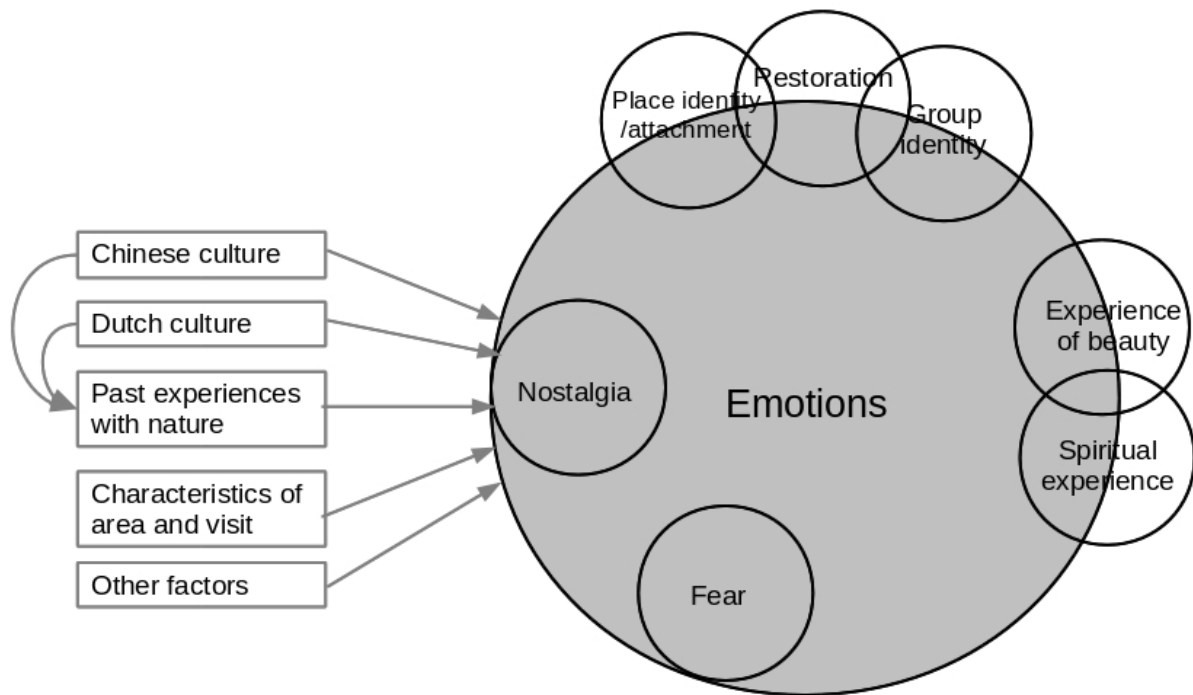 Pestoration
Place identity
/attachment
Group
identity
Chinese culture
Dutch culture
Past experiences
with nature
Characteristics of
area and visit
Other factors
Nostalgia
Emotions
Experience
of beauty
Spiritual
experience
Fear